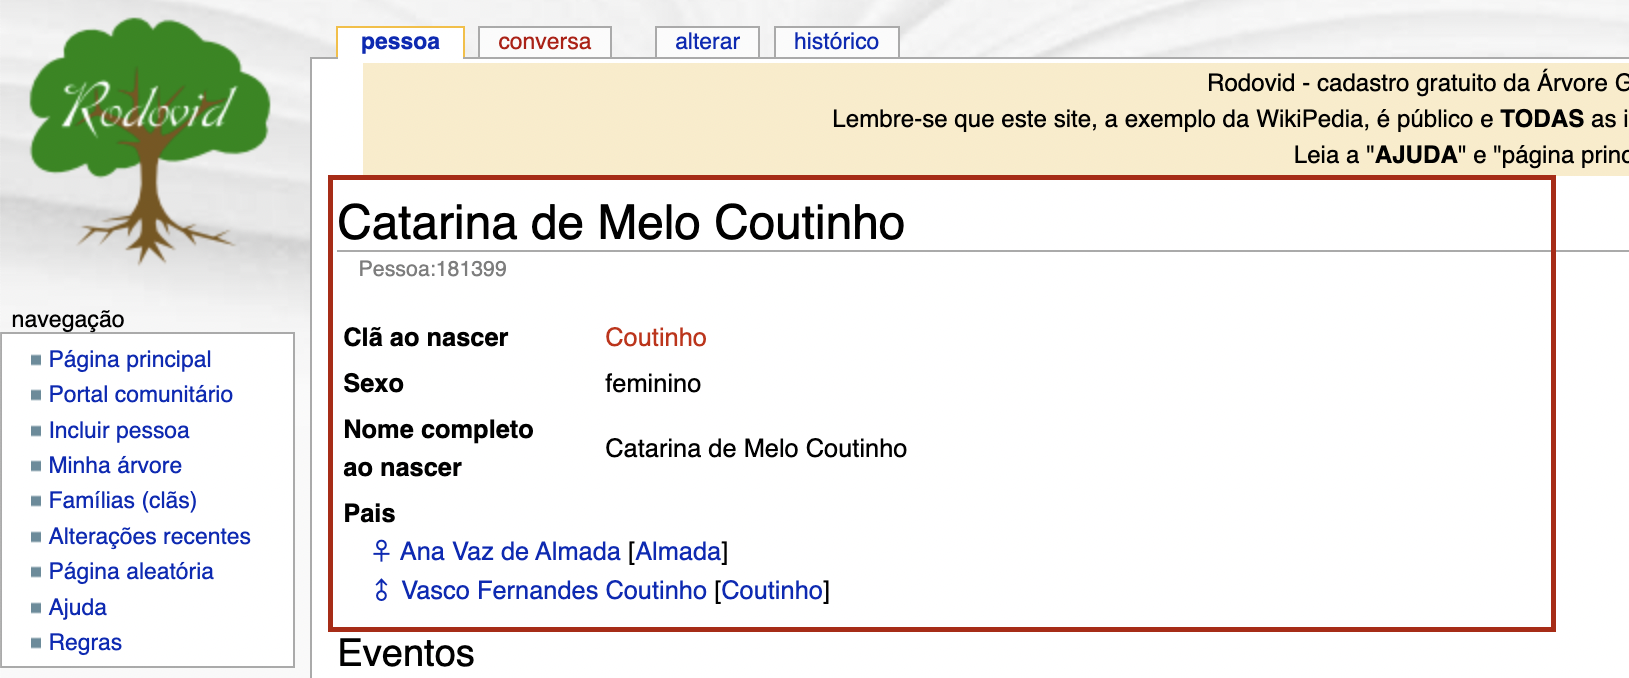 Rodovid
pessoa
conversa
alterar
histórico
Rodovid - cadastro gratuito da Árvore G
Lembre-se que este site, a exemplo da WikiPedia, é público e TODAS as i
Leia a "AJUDA" e "página princ
Catarina de Melo Coutinho
Pessoa:181399
Clã ao nascer Coutinho
Sexo feminino
Nome completo ao nascer Catarina de Melo Coutinho
Pais
♀ Ana Vaz de Almada [Almada]
♂ Vasco Fernandes Coutinho [Coutinho]
Eventos
navegação
Página principal
Portal comunitário
Incluir pessoa
Minha árvore
Famílias (clãs)
Alterações recentes
Página aleatória
Ajuda
Regras